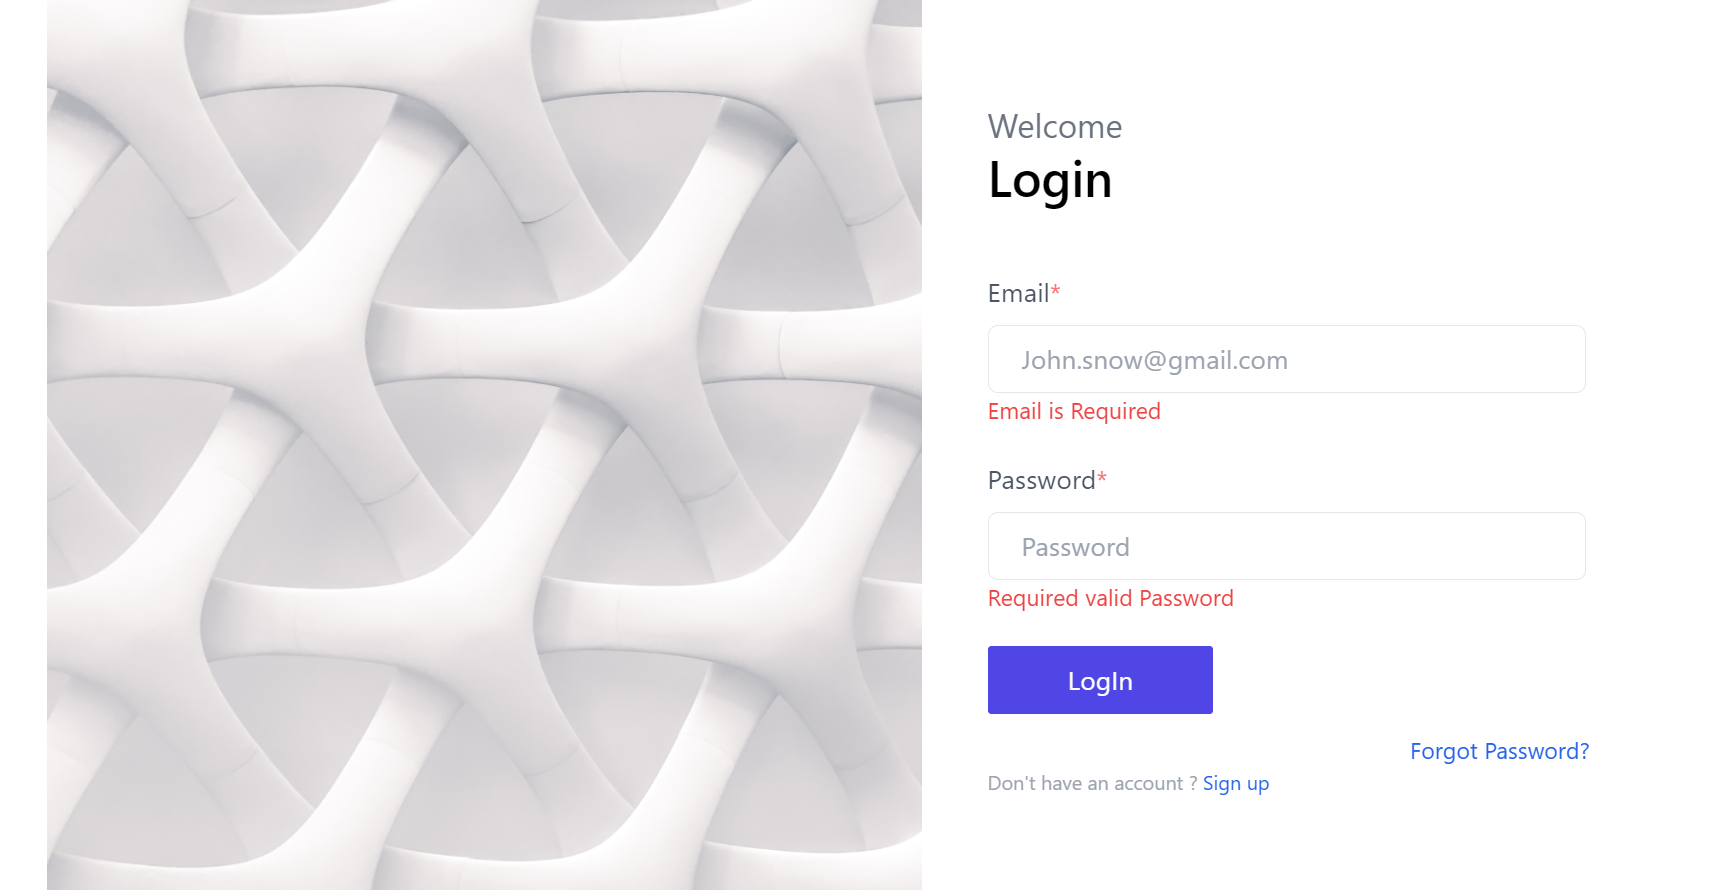 Welcome
Login
Email*
John.snow@gmail.com
Email is Required
Password*
Password
Required valid Password
LogIn
Forgot Password?
Don't have an account ? Sign up